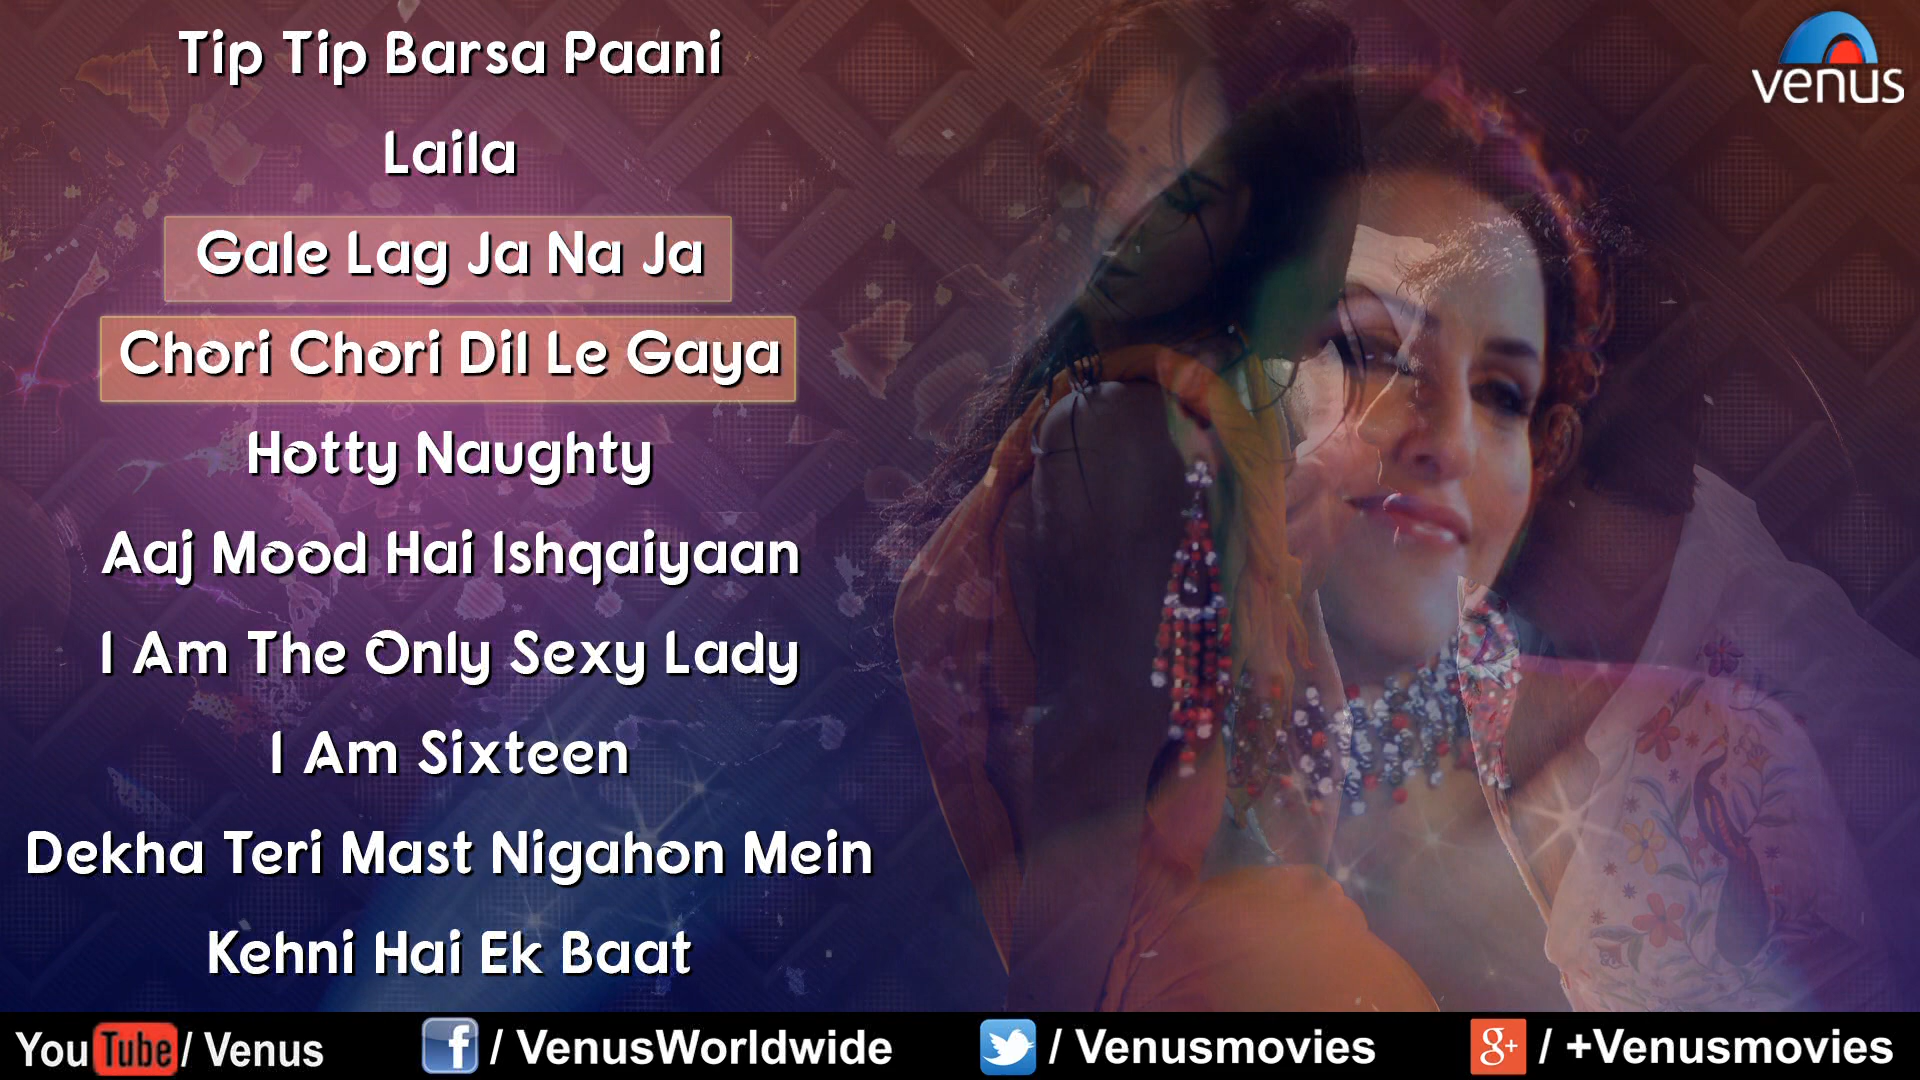 Tip Tip Barsa Paani
Laila
Gale Lag Ja Na Ja
Chori Chori Dil Le Gaya
Hotty Naughty
Aaj Mood Hai Ishqaiyaan
I Am The Only Sexy Lady
I Am Sixteen
Dekha Teri Mast Nigahon Mein
Kehni Hai Ek Baat
venus
YouTube / Venus
f / VenusWorldwide
/ Venusmovies
g+ / +Venusmovies